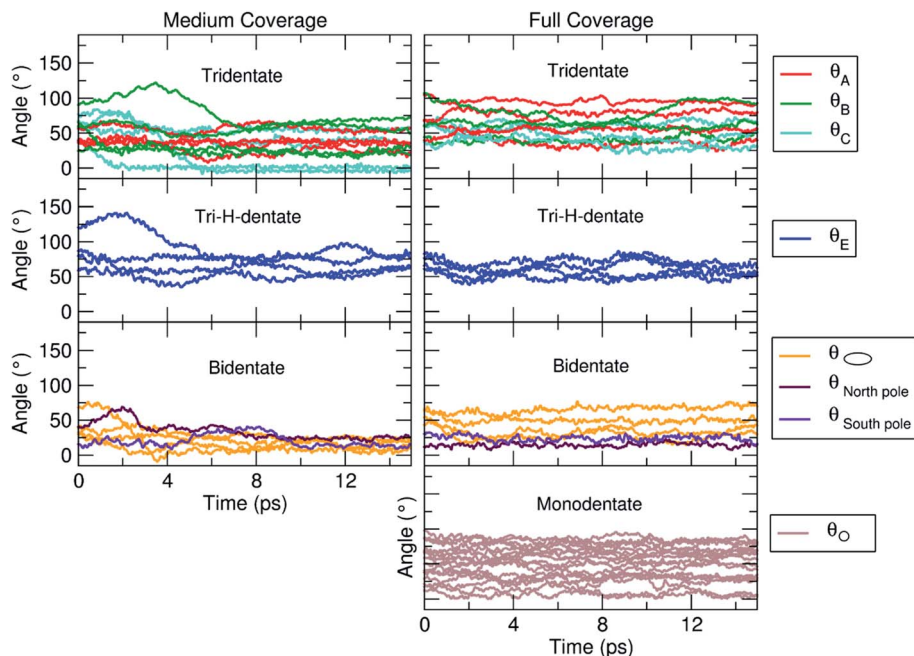 Medium Coverage
Full Coverage
Angle (°)
150
100
50
0
Tridentate
Tridentate
θA
θB
θC
Angle (°)
150
100
50
0
Tri-H-dentate
Tri-H-dentate
θE
Angle (°)
150
100
50
0
Bidentate
Bidentate
θ
θNorth pole
θSouth pole
0 4 8 12
Time (ps)
Angle (°)
Monodentate
θ
0 4 8 12
Time (ps)